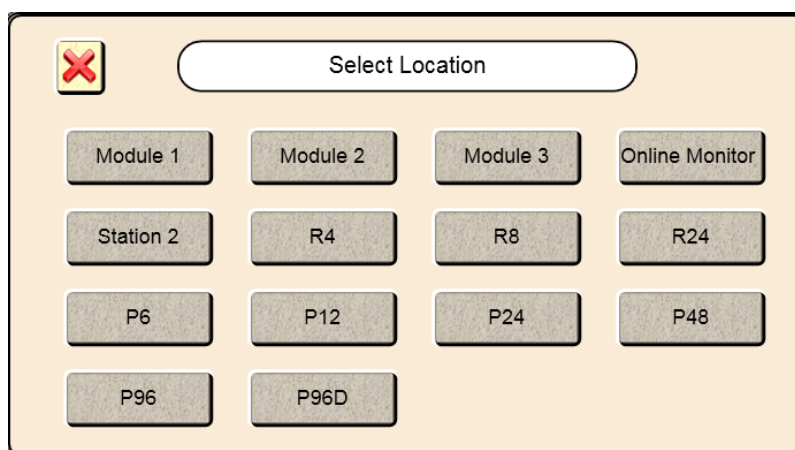 Select Location
Module 1 Module 2 Module 3 Online Monitor
Station 2 R4 R8 R24
P6 P12 P24 P48
P96 P96D